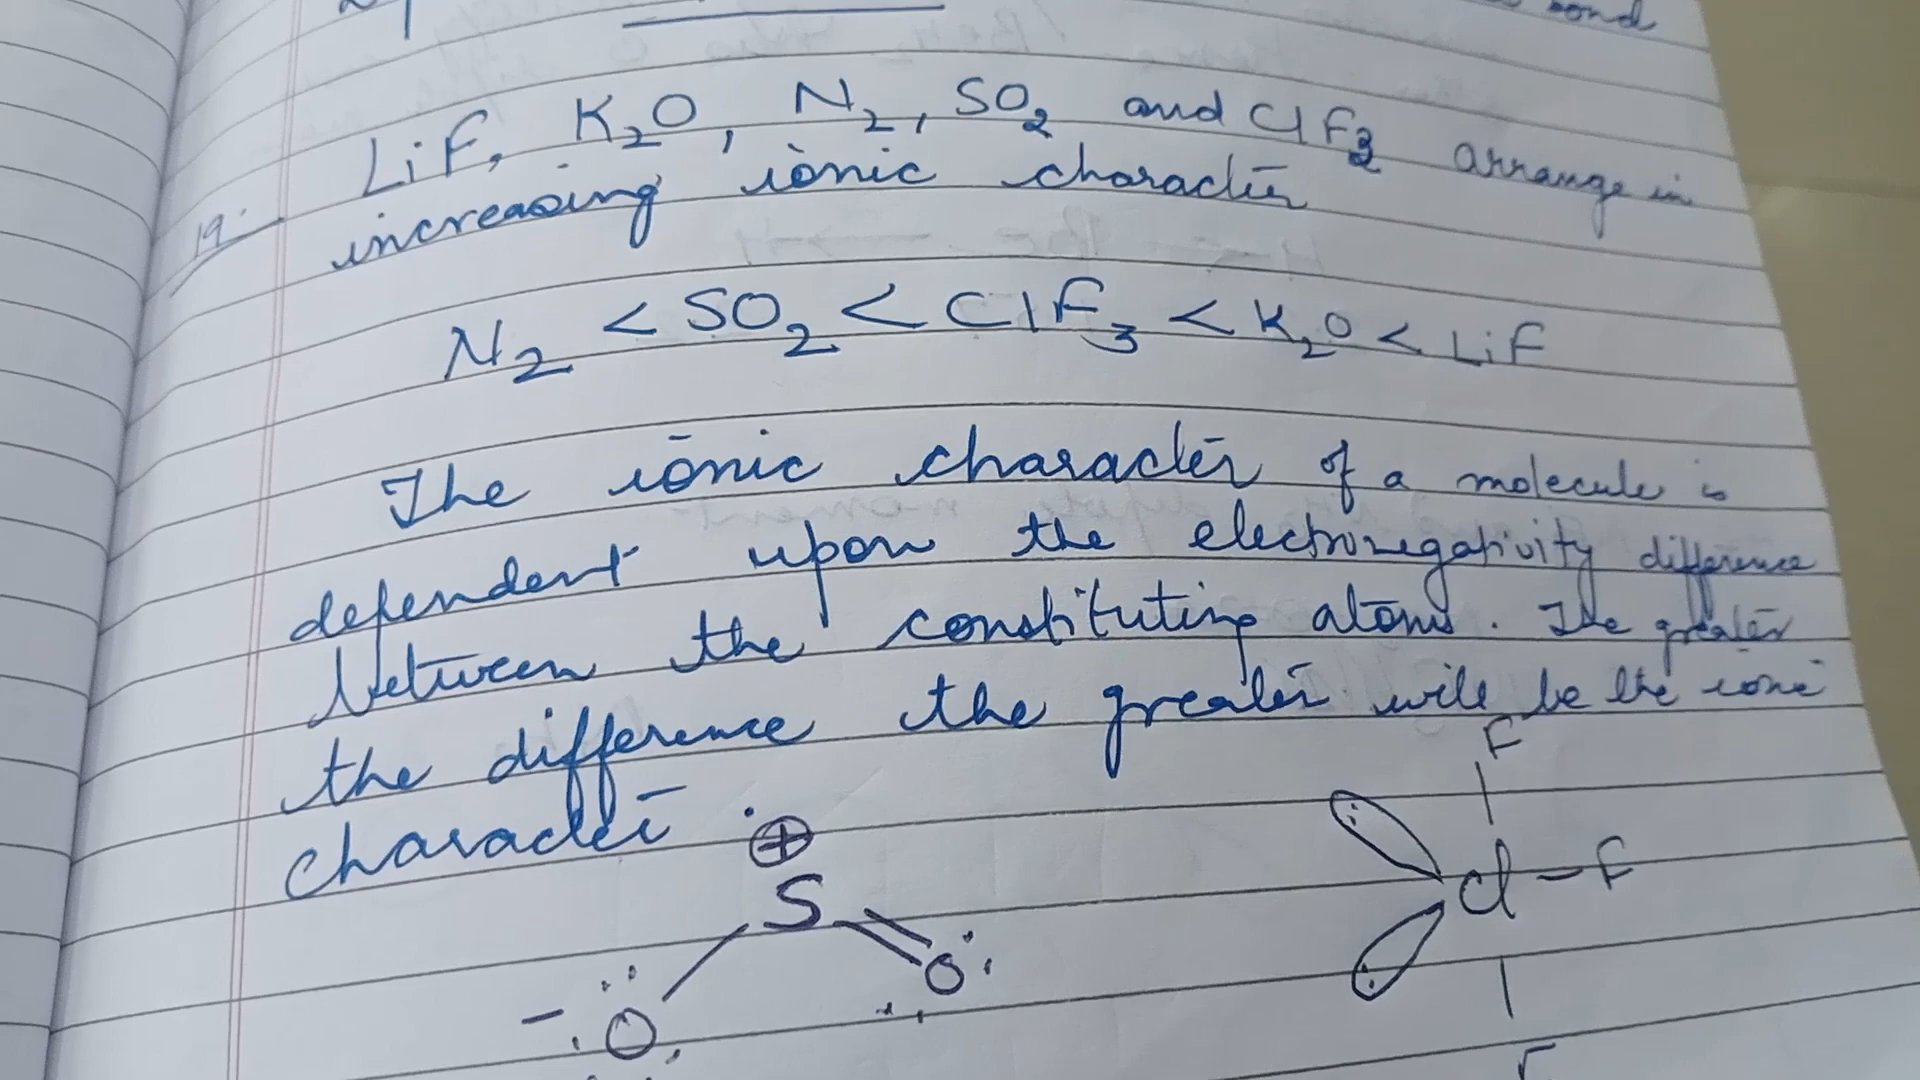 bond
LiF, K2O, N2, SO2 and ClF3 arrange in
19. increasing ionic character
N2 < SO2 < ClF3 < K2O < LiF
The ionic character of a molecule is
dependent upon the electronegativity difference
between the constituting atoms. The greater
the difference the greater will be the ionic
character.
F
⊕
S Cl-F
O:
- :O: